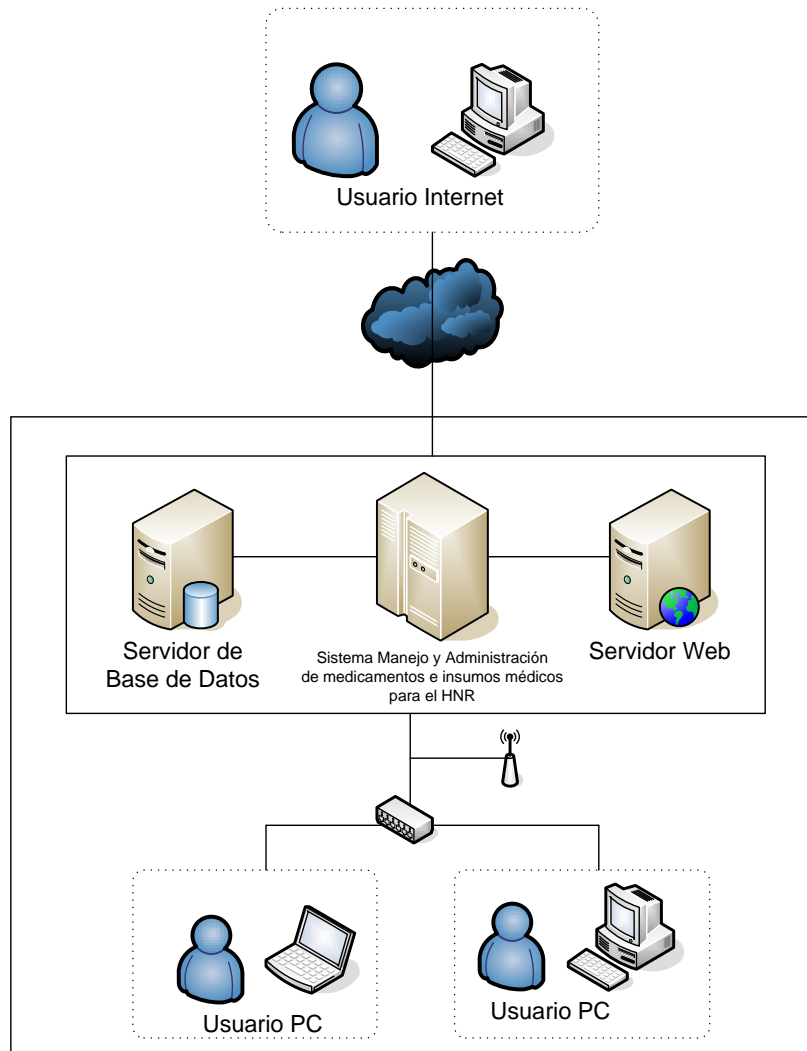 Usuario Internet
Servidor de
Base de Datos
Sistema Manejo y Administración
de medicamentos e insumos médicos
para el HNR
Servidor Web
Usuario PC
Usuario PC